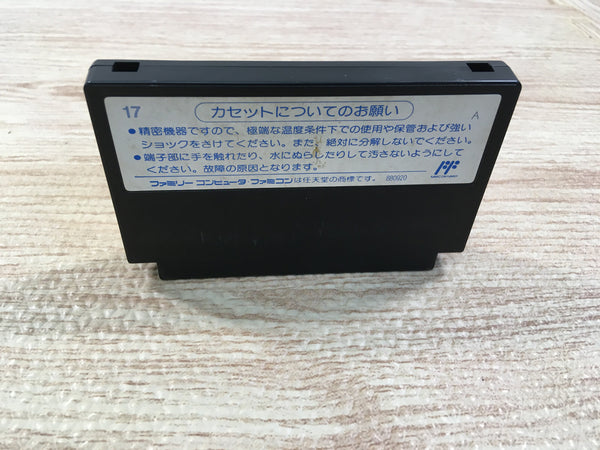 17
カセットについてのお願い
A
●精密機器ですので、極端な温度条件下での使用や保管および強い
ショックをさけてください。また、絶対に分解しないでください。
●端子部に手を触れたり、水にぬらしたりして汚さないようにして
ください。故障の原因となります。
ファミリー コンピュータ・ファミコンは任天堂の商標です。 880920